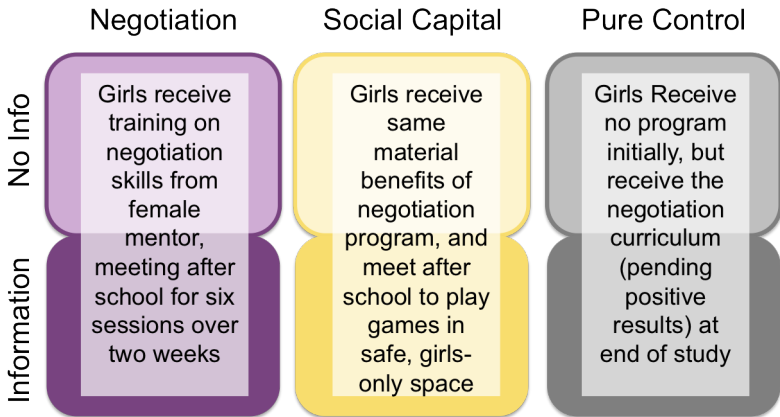 Negotiation
Social Capital
Pure Control
No Info
Information
Girls receive
training on
negotiation
skills from
female
mentor,
meeting after
school for six
sessions over
two weeks
Girls receive
same
material
benefits of
negotiation
program, and
meet after
school to play
games in
safe, girls-
only space
Girls Receive
no program
initially, but
receive the
negotiation
curriculum
(pending
positive
results) at
end of study